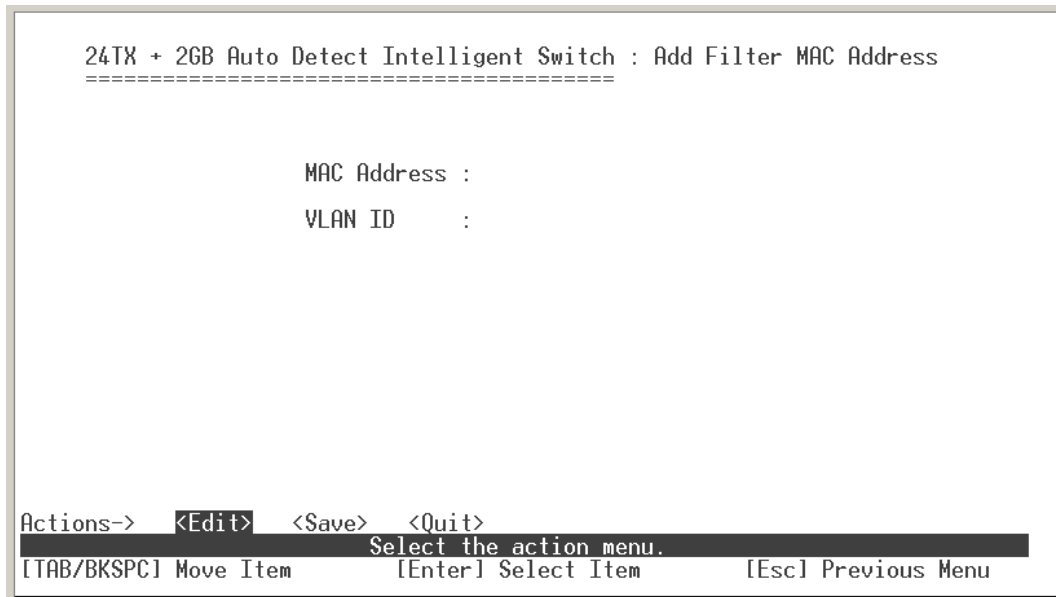 24TX + 2GB Auto Detect Intelligent Switch : Add Filter MAC Address
=========================================
MAC Address :
VLAN ID :
Actions-> <Edit> <Save> <Quit>
Select the action menu.
[TAB/BKSPC] Move Item [Enter] Select Item [Esc] Previous Menu